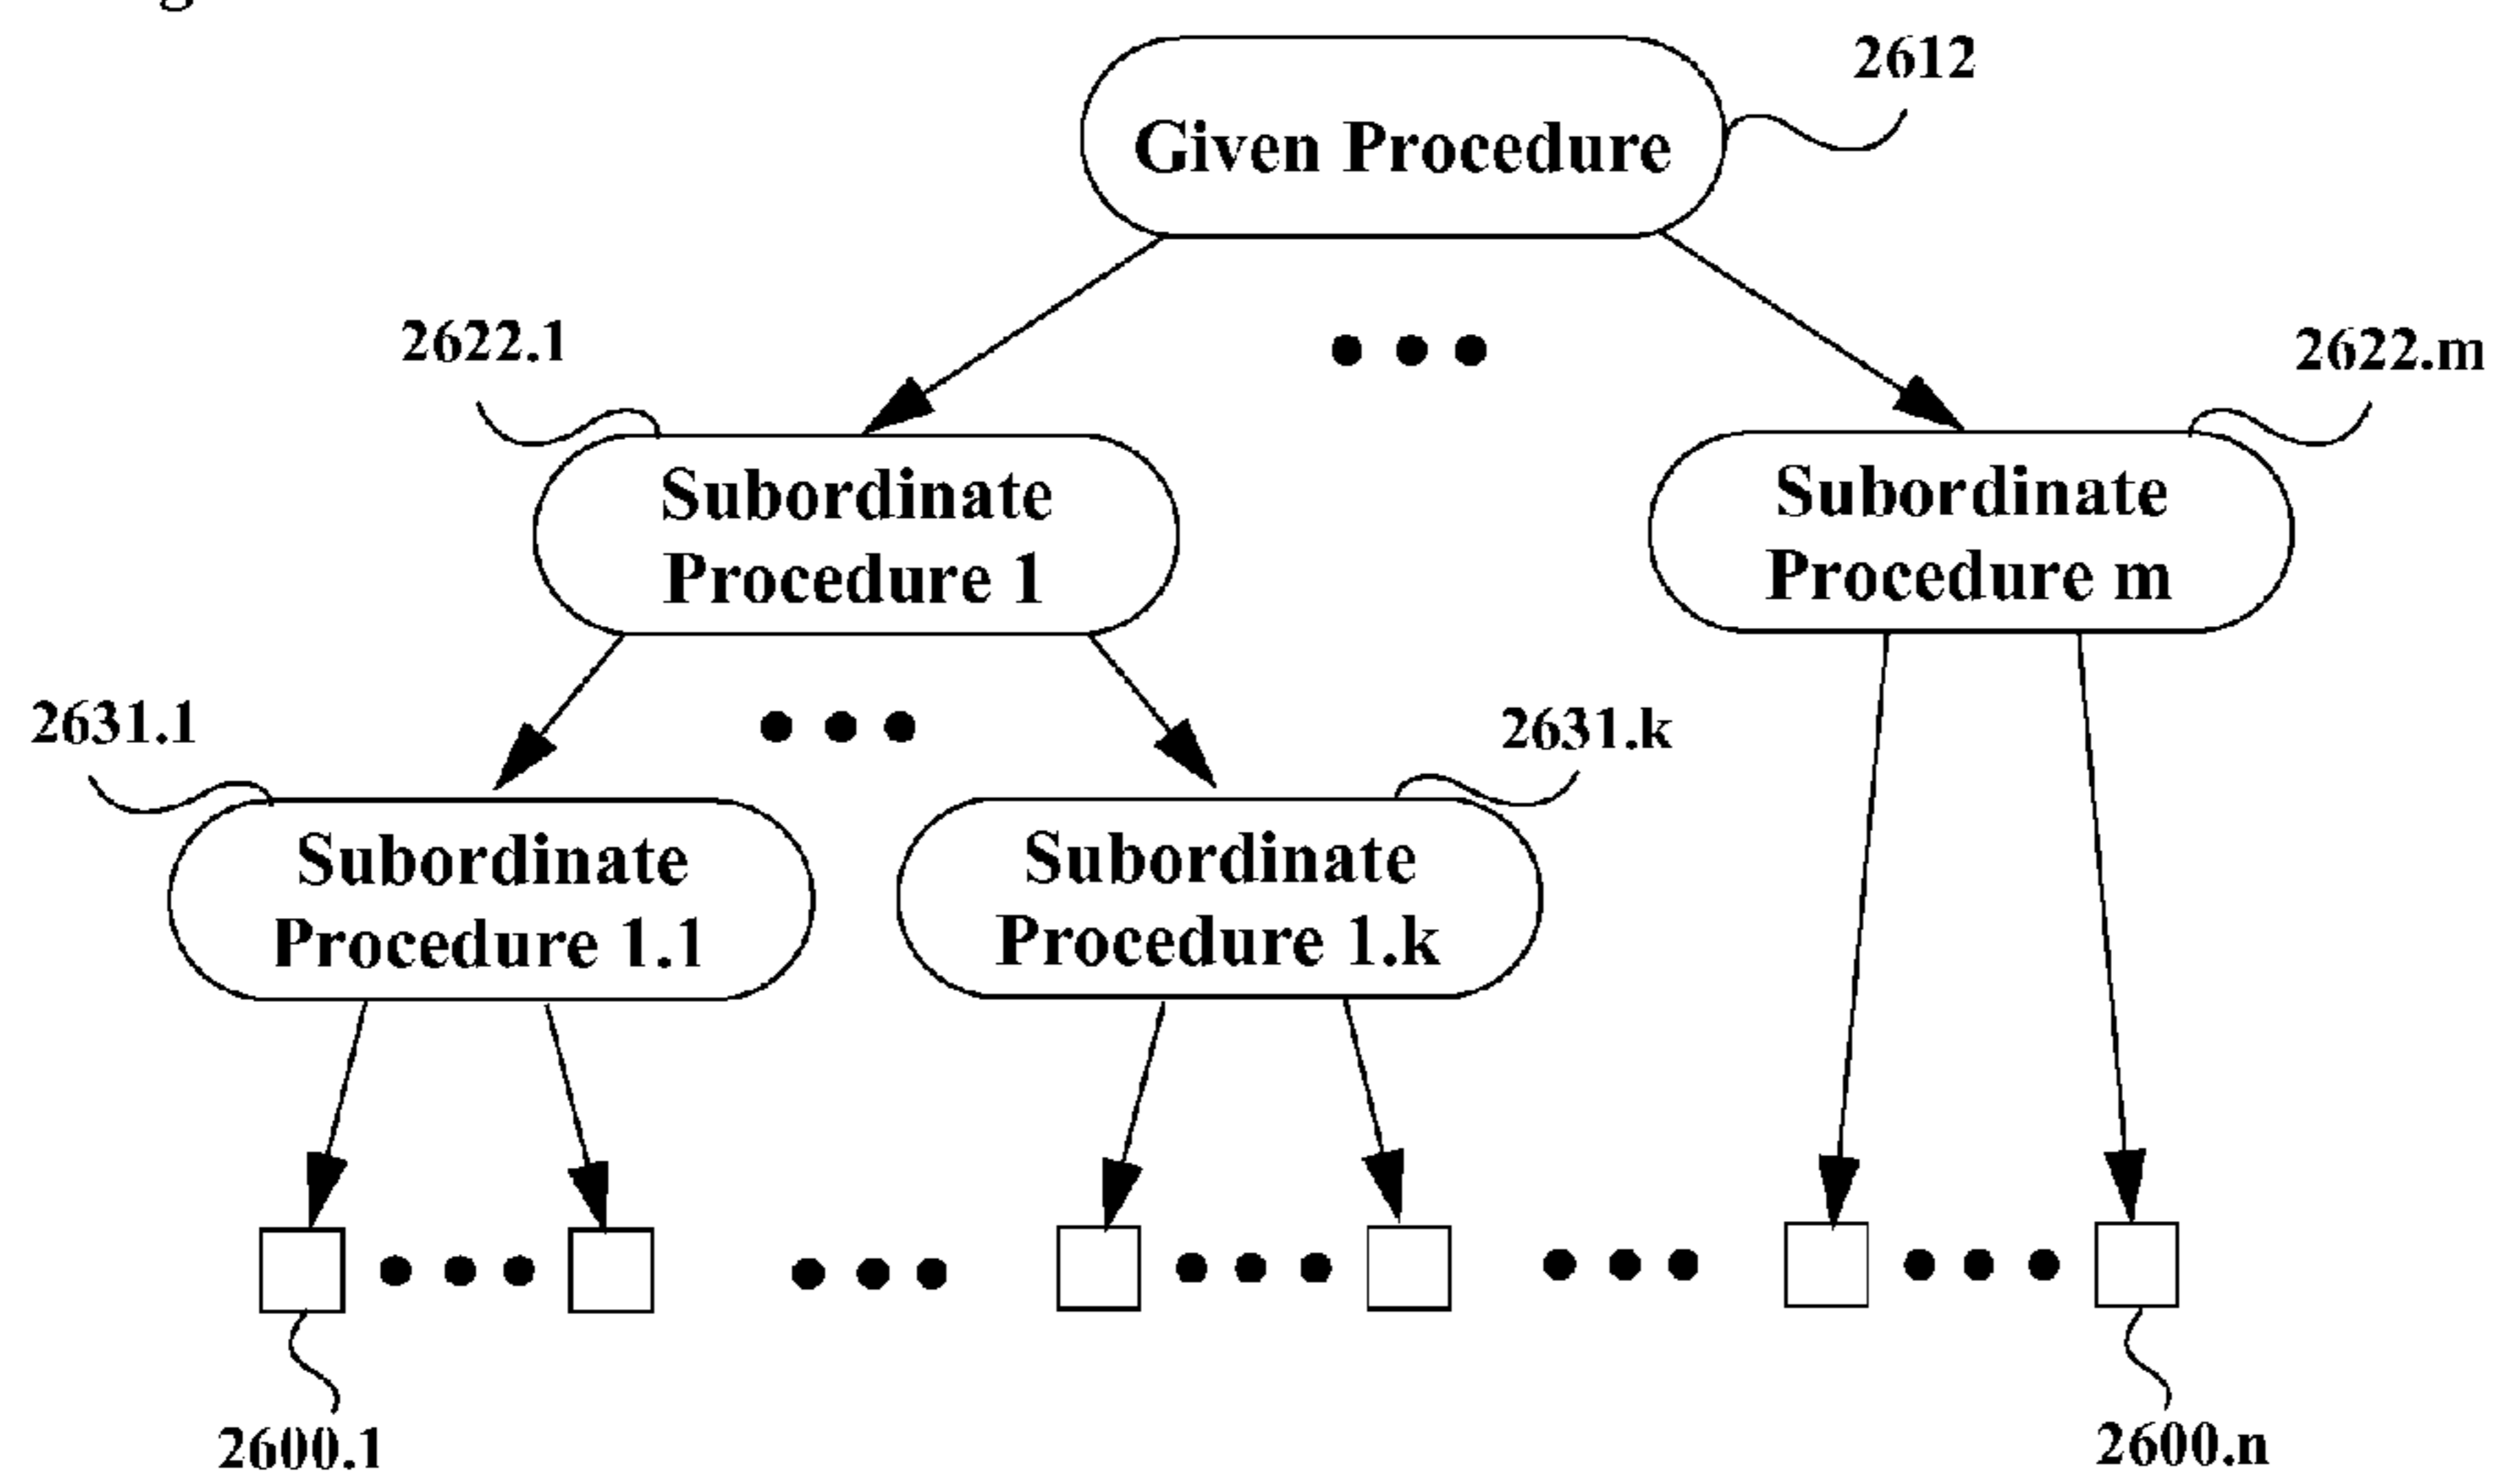 2612
Given Procedure
2622.1
2622.m
Subordinate
Procedure 1
Subordinate
Procedure m
2631.1
2631.k
Subordinate
Procedure 1.1
Subordinate
Procedure 1.k
2600.1
2600.n